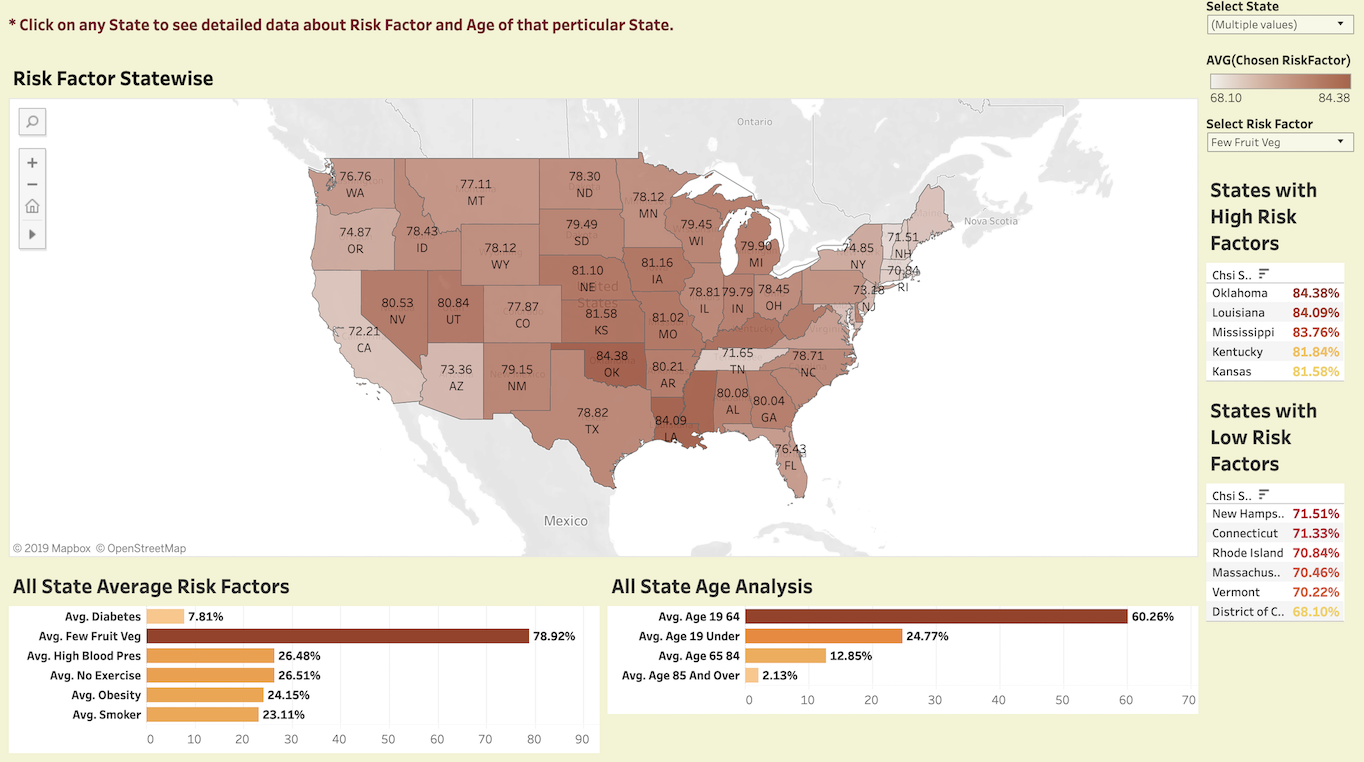 * Click on any State to see detailed data about Risk Factor and Age of that perticular State.
Select State
(Multiple values)
AVG(Chosen RiskFactor)
68.10 84.38
Select Risk Factor
Few Fruit Veg
Risk Factor Statewise
Ontario
Nova Scotia
United States
Mexico
76.76
WA
77.11
MT
78.30
ND
78.12
MN
74.87
OR
78.43
ID
79.49
SD
79.45
WI
79.90
MI
74.85
NY
71.51
NH
70.84
RI
78.12
WY
81.10
NE
81.16
IA
78.81
IL
79.79
IN
78.45
OH
73.18
NJ
80.53
NV
80.84
UT
77.87
CO
81.58
KS
81.02
MO
72.21
CA
73.36
AZ
79.15
NM
84.38
OK
80.21
AR
71.65
TN
78.71
NC
78.82
TX
84.09
LA
80.08
AL
80.04
GA
76.43
FL
© 2019 Mapbox © OpenStreetMap
States with
High Risk
Factors
Chsi S..
Oklahoma 84.38%
Louisiana 84.09%
Mississippi 83.76%
Kentucky 81.84%
Kansas 81.58%
States with
Low Risk
Factors
Chsi S..
New Hamps.. 71.51%
Connecticut 71.33%
Rhode Island 70.84%
Massachus.. 70.46%
Vermont 70.22%
District of C.. 68.10%
All State Average Risk Factors
Avg. Diabetes 7.81%
Avg. Few Fruit Veg 78.92%
Avg. High Blood Pres 26.48%
Avg. No Exercise 26.51%
Avg. Obesity 24.15%
Avg. Smoker 23.11%
0 10 20 30 40 50 60 70 80 90
All State Age Analysis
Avg. Age 19 64 60.26%
Avg. Age 19 Under 24.77%
Avg. Age 65 84 12.85%
Avg. Age 85 And Over 2.13%
0 10 20 30 40 50 60 70